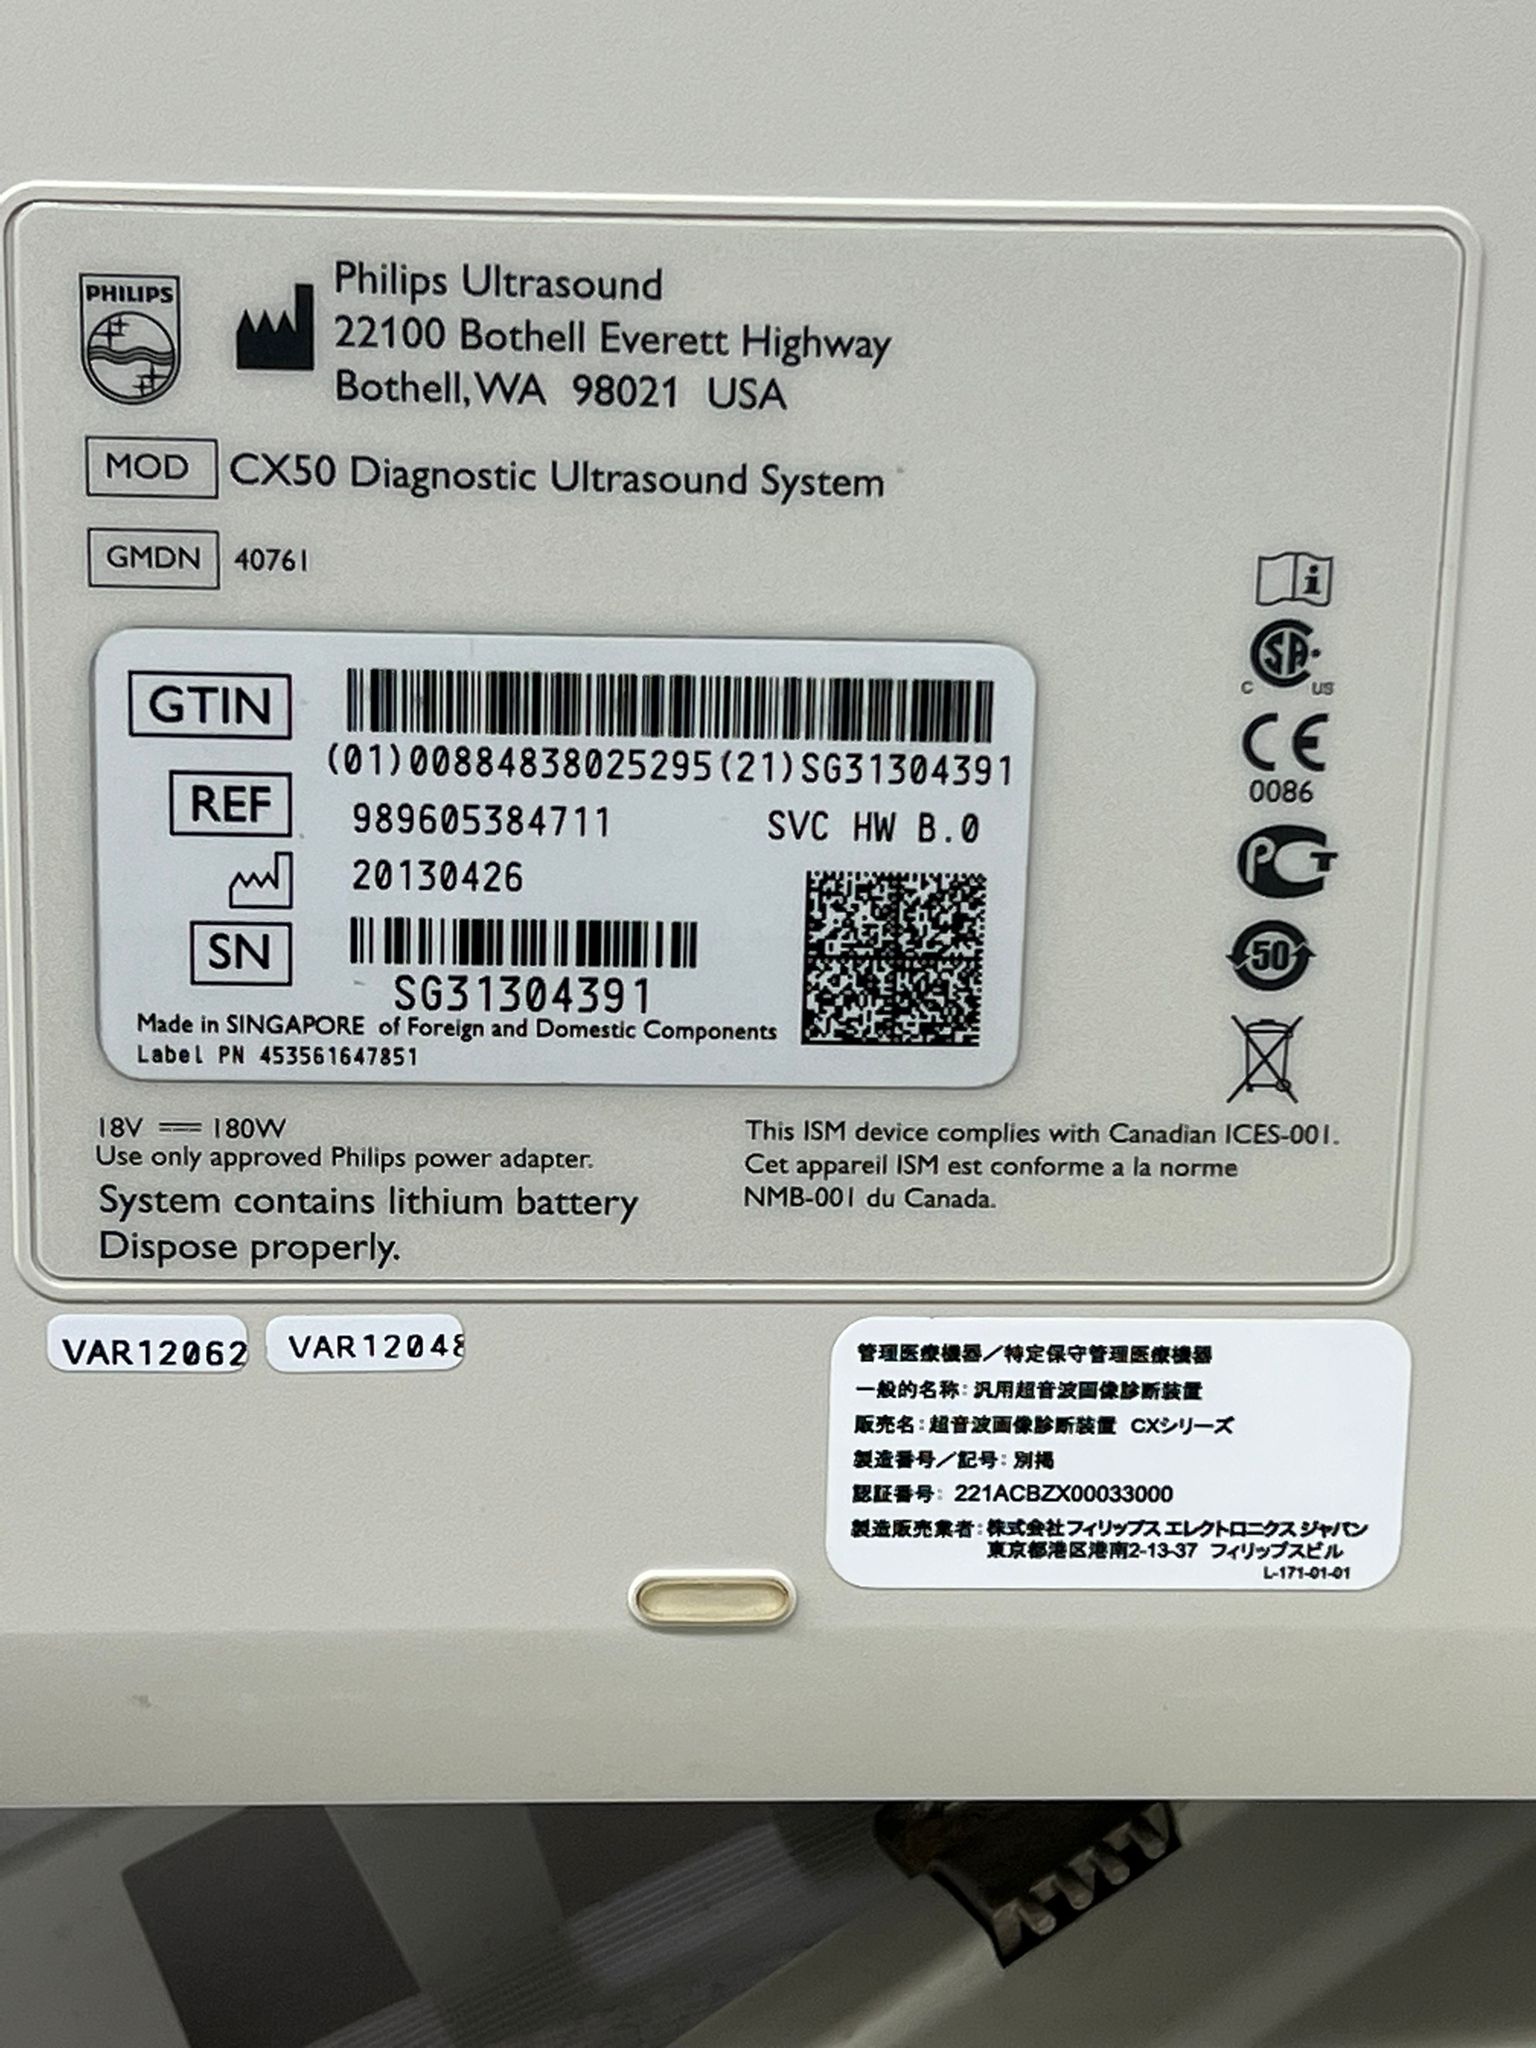 PHILIPS
Philips Ultrasound
22100 Bothell Everett Highway
Bothell, WA 98021 USA
MOD CX50 Diagnostic Ultrasound System
GMDN 40761
GTIN
(01)00884838025295(21)SG31304391
REF 989605384711 SVC HW B.0
20130426
SN
SG31304391
Made in SINGAPORE of Foreign and Domestic Components
Label PN 453561647851
i
SA
C US
CE
0086
PCT
50
18V 180W
Use only approved Philips power adapter.
System contains lithium battery
Dispose properly.
This ISM device complies with Canadian ICES-001.
Cet appareil ISM est conforme a la norme
NMB-001 du Canada.
VAR12062
VAR12048
管理医療機器／特定保守管理医療機器
一般的名称：汎用超音波画像診断装置
販売名：超音波画像診断装置 CXシリーズ
製造番号／記号：別掲
認証番号： 221ACBZX00033000
製造販売業者：株式会社フィリップス エレクトロニクス ジャパン
東京都港区港南2-13-37 フィリップスビル
L-171-01-01